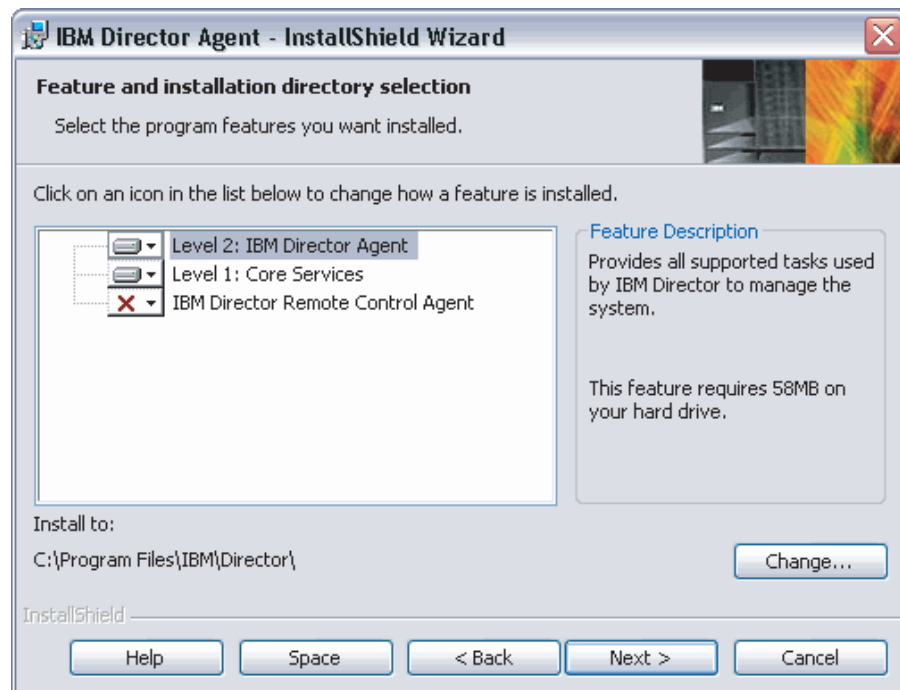 IBM Director Agent - InstallShield Wizard
Feature and installation directory selection
Select the program features you want installed.
Click on an icon in the list below to change how a feature is installed.
Level 2: IBM Director Agent
Level 1: Core Services
IBM Director Remote Control Agent
Feature Description
Provides all supported tasks used
by IBM Director to manage the
system.
This feature requires 58MB on
your hard drive.
Install to:
C:\Program Files\IBM\Director\
Change...
InstallShield
Help
Space
< Back
Next >
Cancel